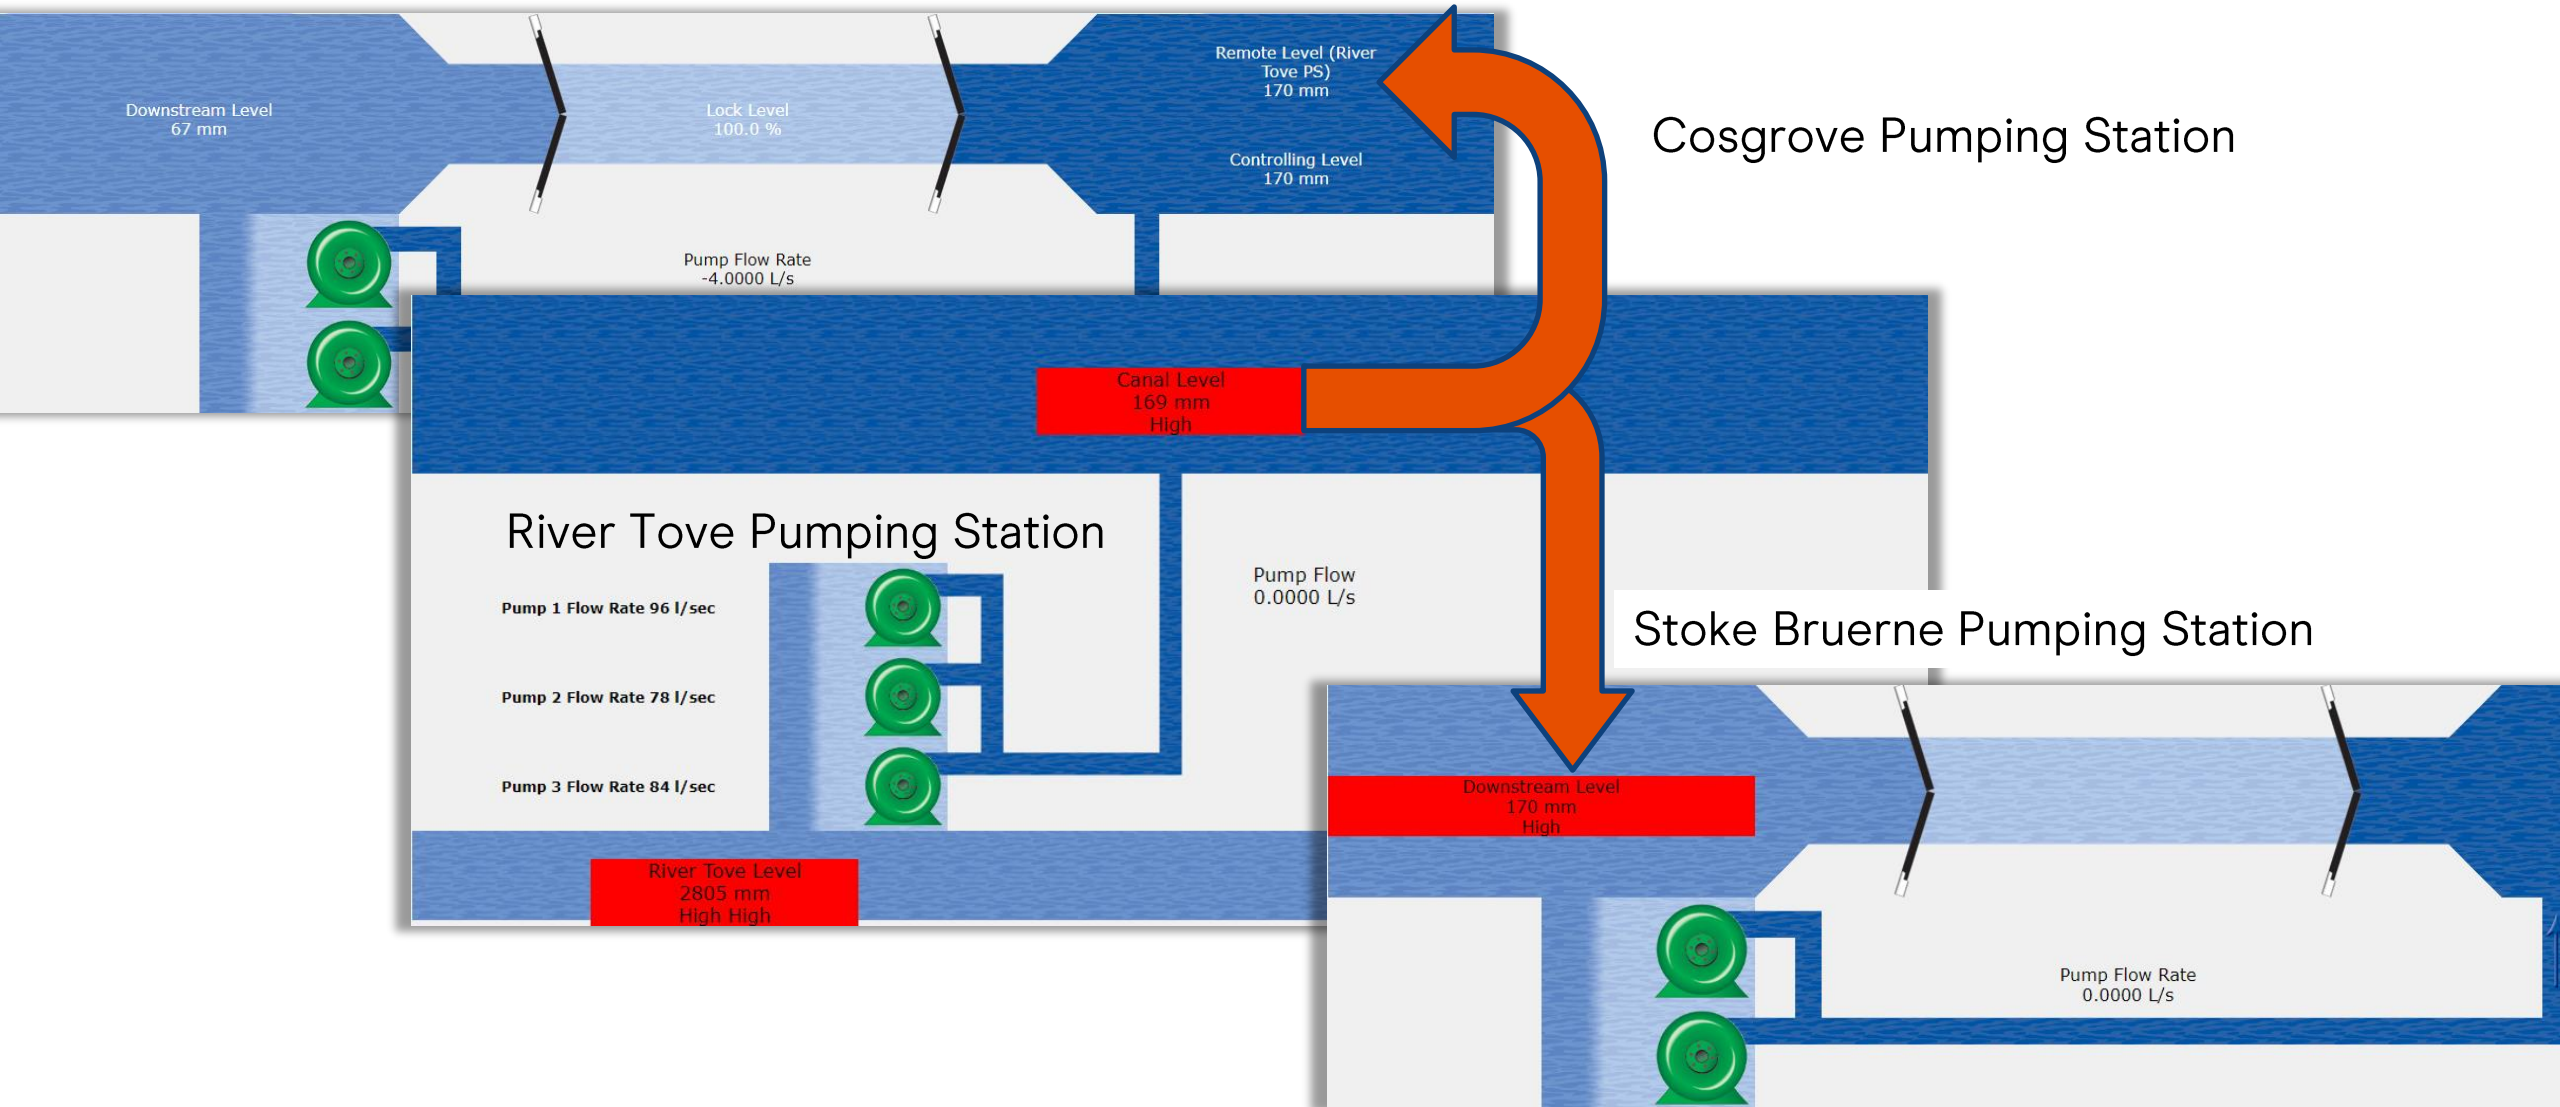 Downstream Level
67 mm
Lock Level
100.0 %
Remote Level (River
Tove PS)
170 mm
Controlling Level
170 mm
Cosgrove Pumping Station
Pump Flow Rate
-4.0000 L/s
Canal Level
169 mm
High
River Tove Pumping Station
Pump Flow
0.0000 L/s
Pump 1 Flow Rate 96 l/sec
Pump 2 Flow Rate 78 l/sec
Pump 3 Flow Rate 84 l/sec
River Tove Level
2805 mm
High High
Stoke Bruerne Pumping Station
Downstream Level
170 mm
High
Pump Flow Rate
0.0000 L/s